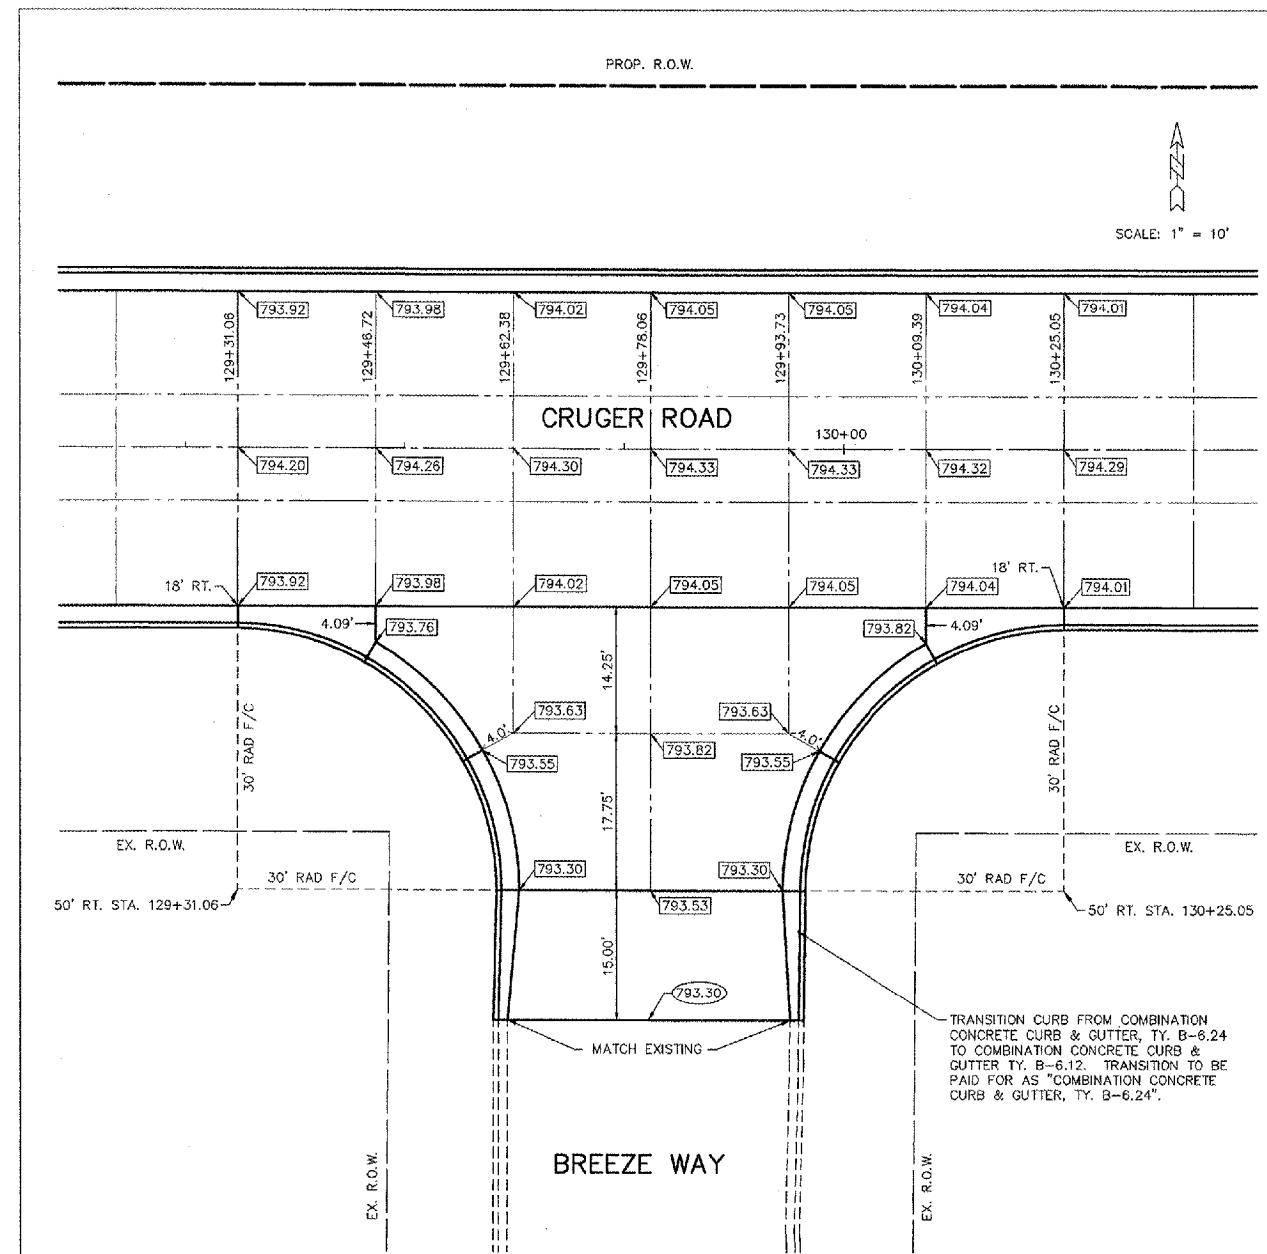 PROP. R.O.W.
N
SCALE: 1" = 10'
793.92
793.98
794.02
794.05
794.05
794.04
794.01
129+31.06
129+46.72
129+62.38
129+78.06
129+93.73
130+09.39
130+25.05
CRUGER ROAD
130+00
794.20
794.26
794.30
794.33
794.33
794.32
794.29
18' RT.
793.92
793.98
794.02
794.05
794.05
794.04
18' RT.
794.01
4.09'
793.76
793.82
4.09'
14.25'
793.63
793.63
4.0'
4.0'
793.82
793.55
793.55
30' RAD F/C
30' RAD F/C
17.75'
EX. R.O.W.
EX. R.O.W.
30' RAD F/C
793.30
793.30
30' RAD F/C
50' RT. STA. 129+31.06
793.53
50' RT. STA. 130+25.05
15.00'
793.30
MATCH EXISTING
TRANSITION CURB FROM COMBINATION
CONCRETE CURB & GUTTER, TY. B-6.24
TO COMBINATION CONCRETE CURB &
GUTTER TY. B-6.12. TRANSITION TO BE
PAID FOR AS "COMBINATION CONCRETE
CURB & GUTTER, TY. B-6.24".
BREEZE WAY
EX. R.O.W.
EX. R.O.W.